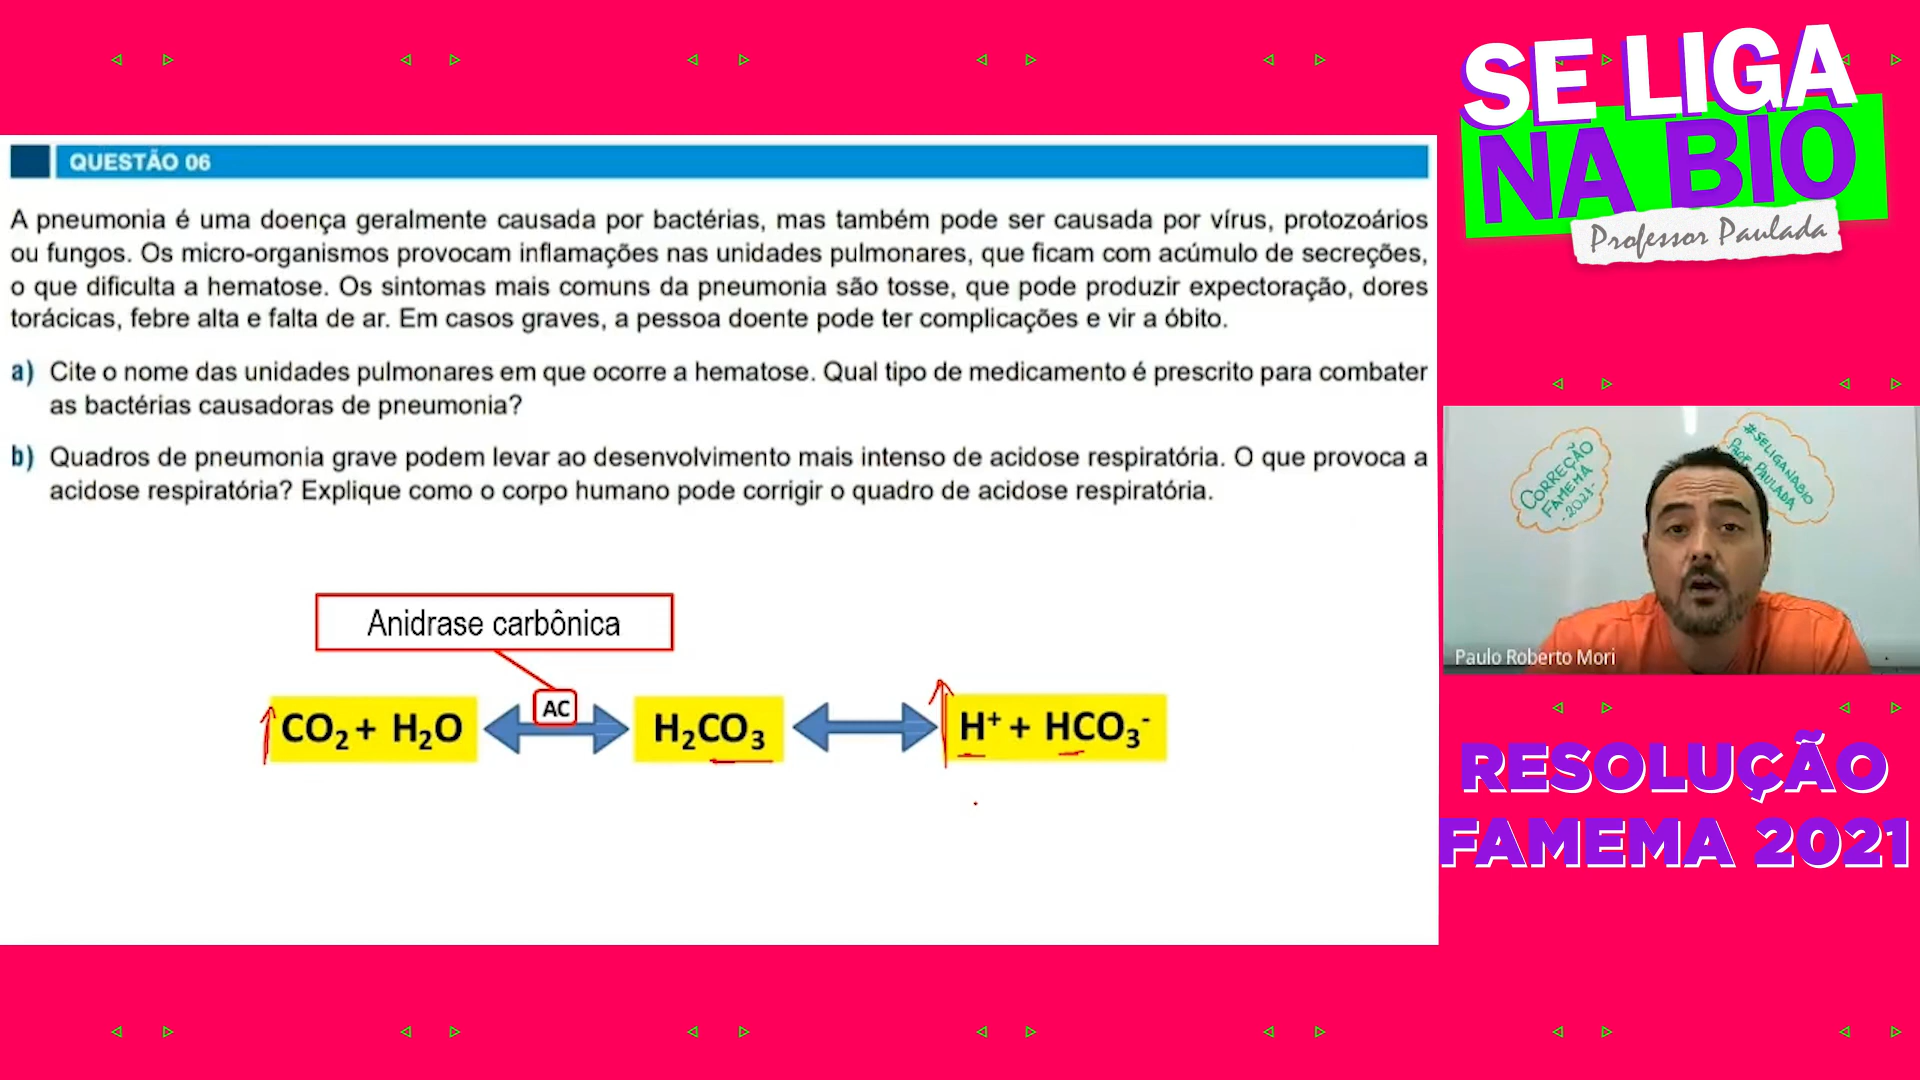 QUESTÃO 06
A pneumonia é uma doença geralmente causada por bactérias, mas também pode ser causada por vírus, protozoários
ou fungos. Os micro-organismos provocam inflamações nas unidades pulmonares, que ficam com acúmulo de secreções,
o que dificulta a hematose. Os sintomas mais comuns da pneumonia são tosse, que pode produzir expectoração, dores
torácicas, febre alta e falta de ar. Em casos graves, a pessoa doente pode ter complicações e vir a óbito.
a) Cite o nome das unidades pulmonares em que ocorre a hematose. Qual tipo de medicamento é prescrito para combater
as bactérias causadoras de pneumonia?
b) Quadros de pneumonia grave podem levar ao desenvolvimento mais intenso de acidose respiratória. O que provoca a
acidose respiratória? Explique como o corpo humano pode corrigir o quadro de acidose respiratória.
Anidrase carbônica
AC
CO₂ + H₂O
H₂CO₃
H⁺ + HCO₃⁻
SE LIGA
NA BIO
Professor Paulada
CORREÇÃO
FAMEMA
-2021-
#SELIGANABIO
PROF. PAULADA
Paulo Roberto Mori
RESOLUÇÃO
FAMEMA 2021